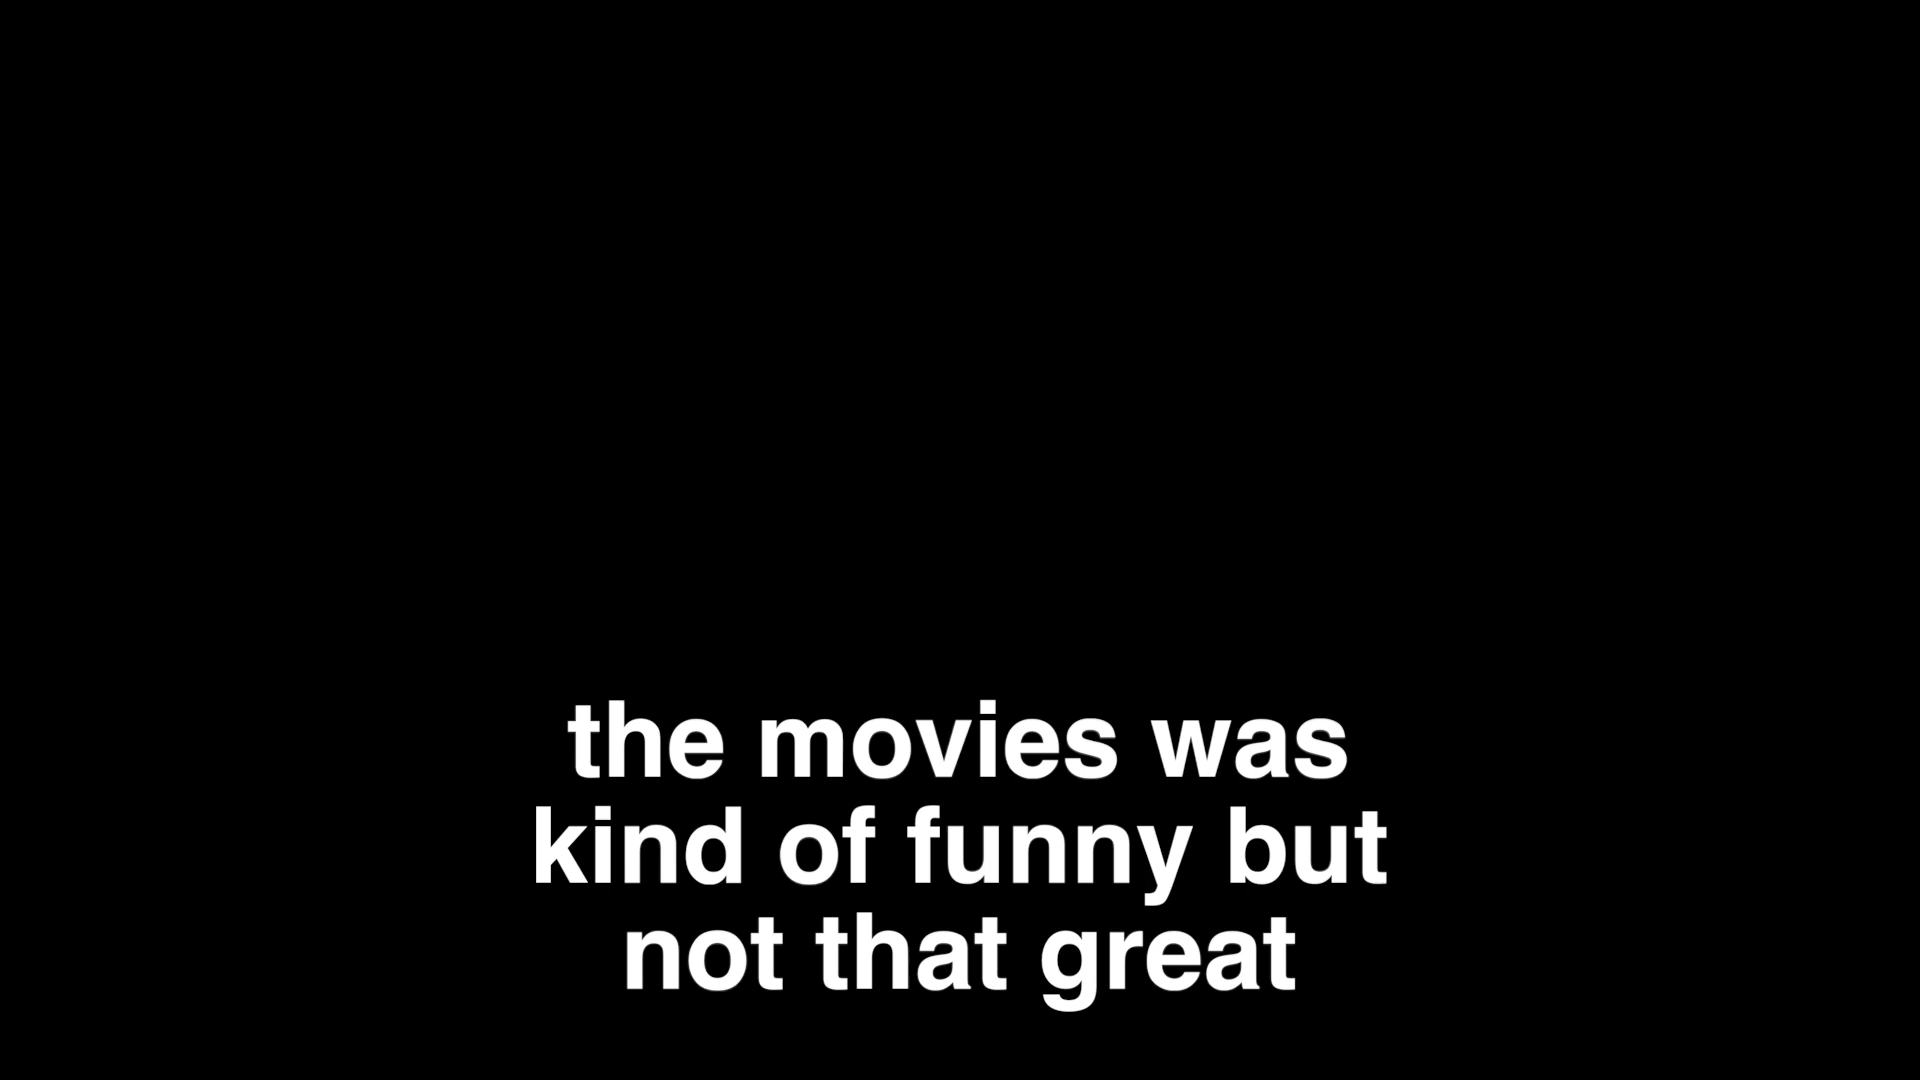 the movies was
kind of funny but
not that great